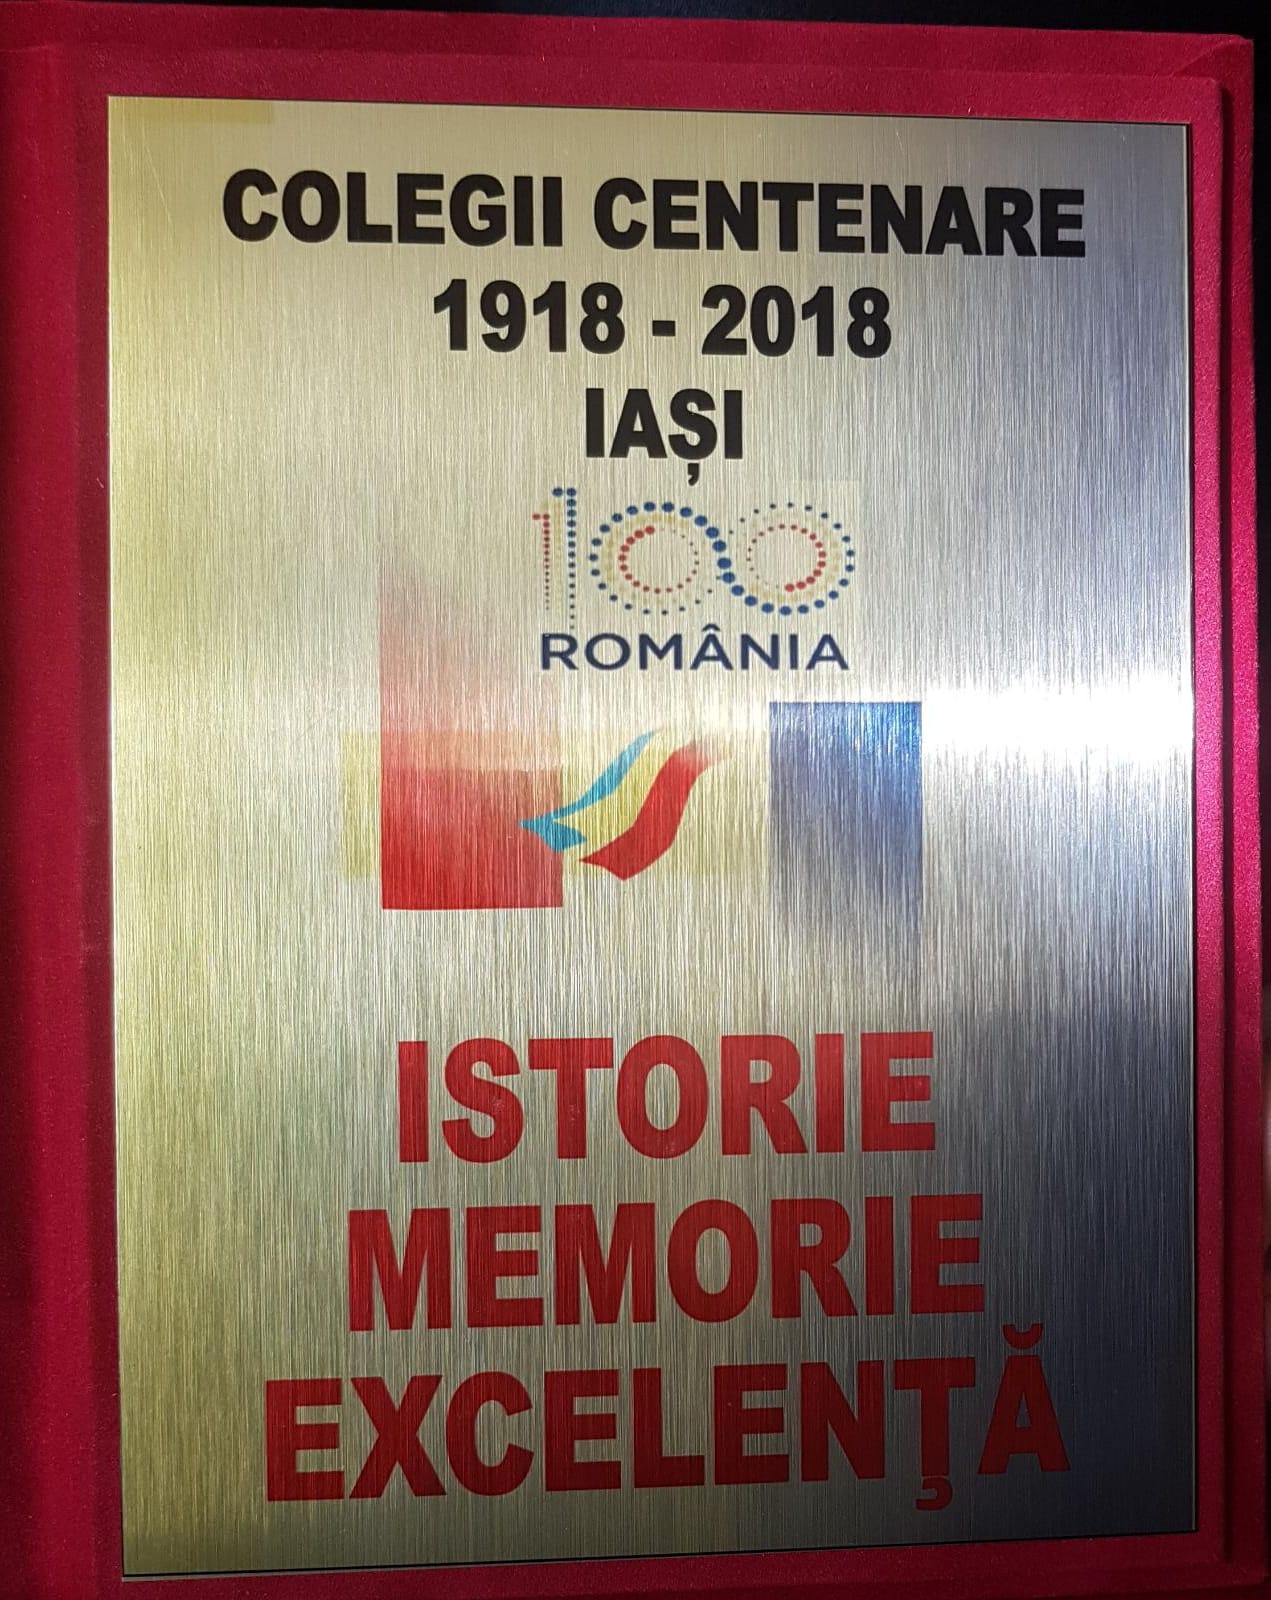 COLEGII CENTENARE
1918 - 2018
IAȘI
100
ROMÂNIA
ISTORIE
MEMORIE
EXCELENȚĂ